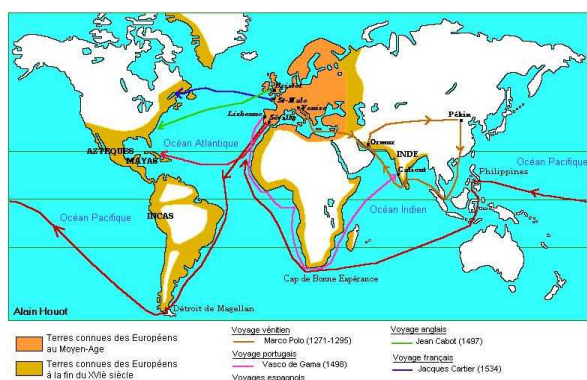 Bristol
St-Malo
Venise
Lisbonne
Séville
Pékin
Ormuz
Océan Atlantique
AZTEQUES
MAYAS
INDE
Calicut
Océan Pacifique
Philippines
INCAS
Océan Pacifique
Océan Indien
Cap de Bonne Espérance
Détroit de Magellan
Alain Houot
Terres connues des Européens
au Moyen-Age
Terres connues des Européens
à la fin du XVIè siècle
Voyage vénitien
Marco Polo (1271-1295)
Voyage portugais
Vasco de Gama (1498)
Voyages espagnols
Voyage anglais
Jean Cabot (1497)
Voyage français
Jacques Cartier (1534)